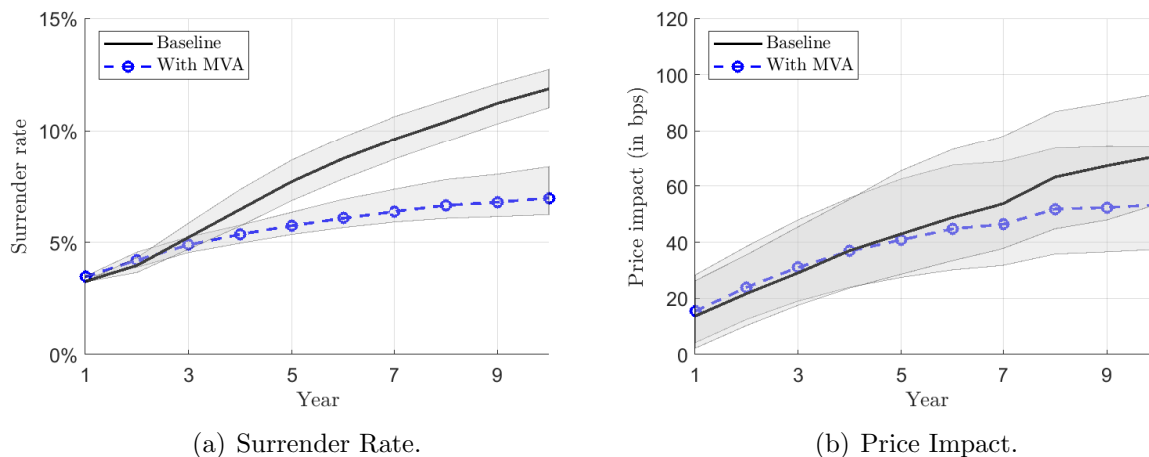 15%
10%
5%
0%
Surrender rate
Baseline
With MVA
1 3 5 7 9
Year
(a) Surrender Rate.
120
100
80
60
40
20
0
Price impact (in bps)
Baseline
With MVA
1 3 5 7 9
Year
(b) Price Impact.